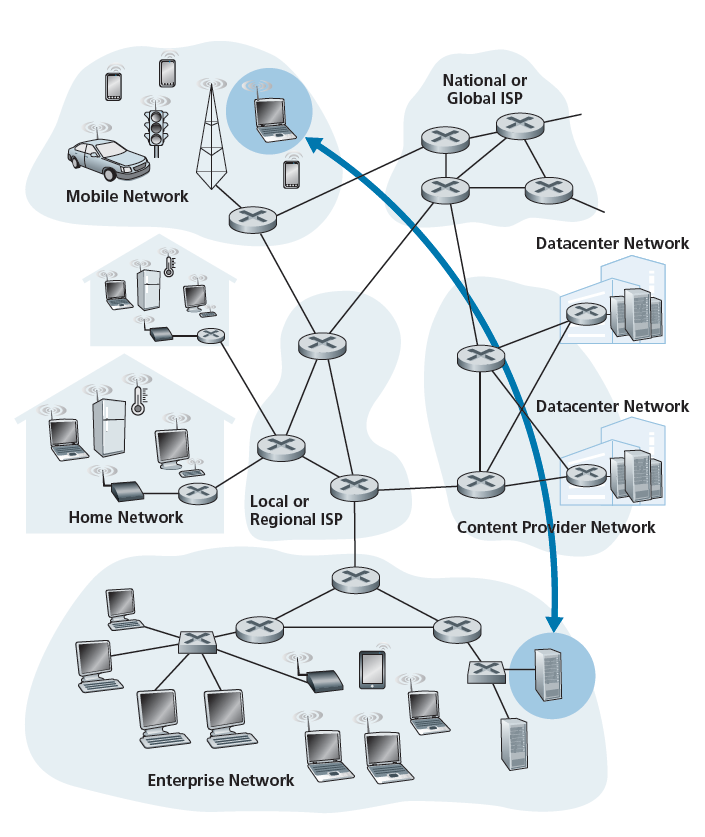 National or
Global ISP
Mobile Network
Datacenter Network
Datacenter Network
Local or
Regional ISP
Home Network
Content Provider Network
Enterprise Network